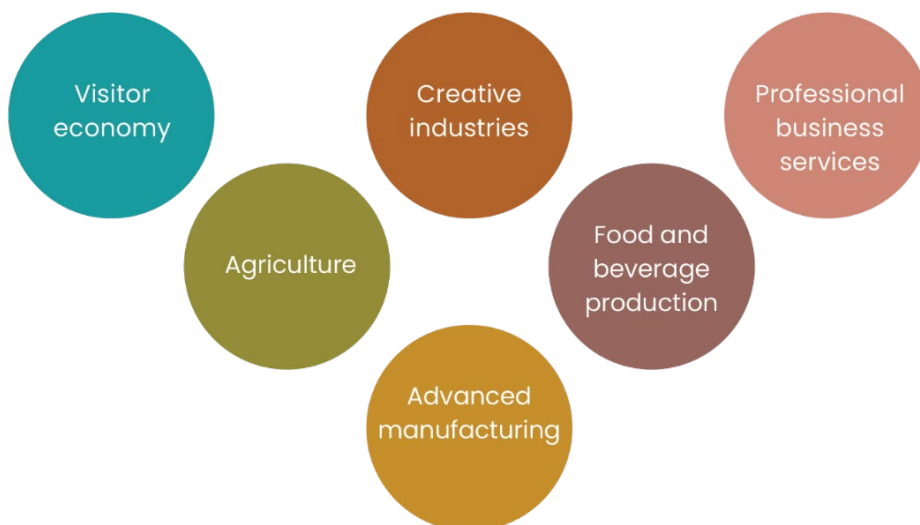 Visitor
economy
Creative
industries
Professional
business
services
Agriculture
Food and
beverage
production
Advanced
manufacturing